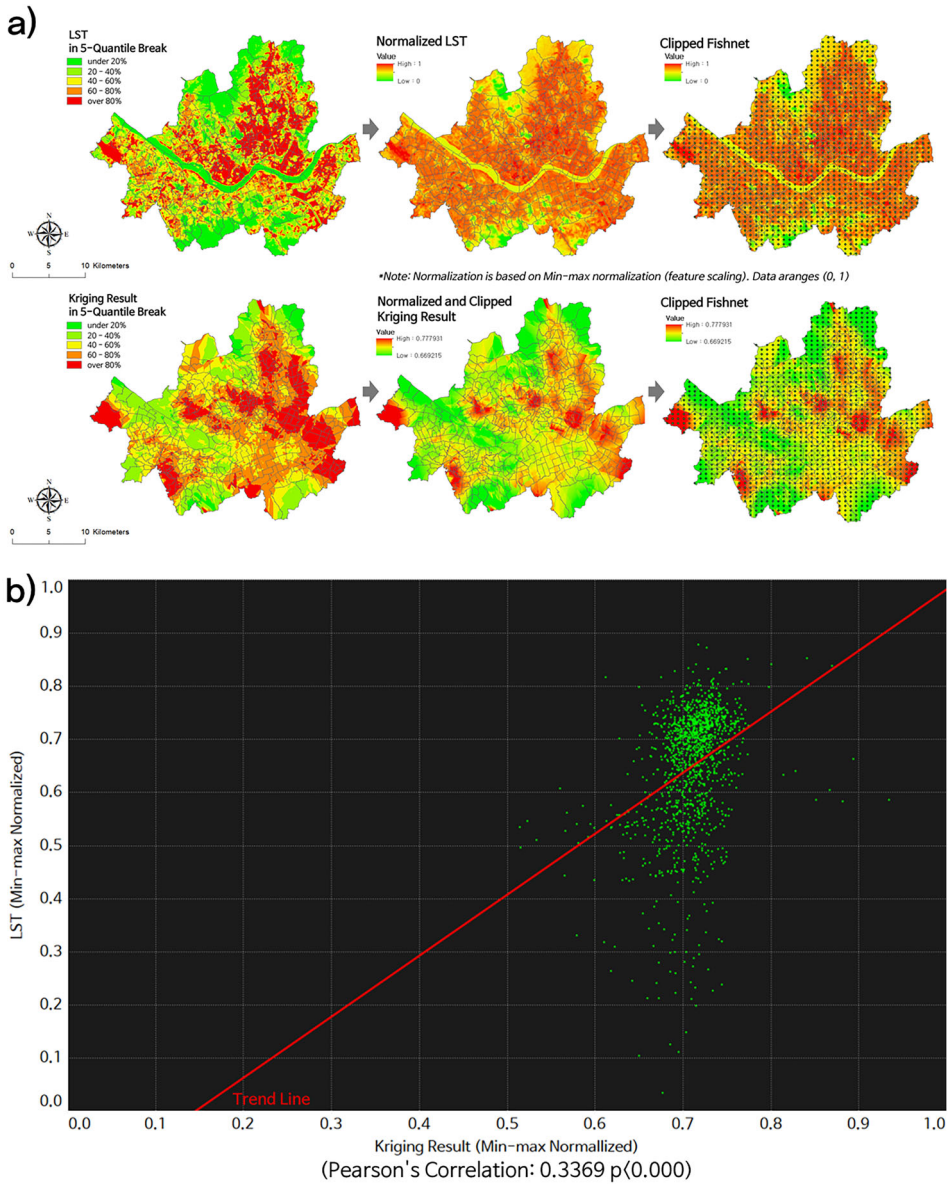 a)
LST
in 5-Quantile Break
under 20%
20 - 40%
40 - 60%
60 - 80%
over 80%
Normalized LST
Value
High : 1
Low : 0
Clipped Fishnet
Value
High : 1
Low : 0
N
W E
S
0 5 10 Kilometers
*Note: Normalization is based on Min-max normalization (feature scaling). Data aranges (0, 1)
Kriging Result
in 5-Quantile Break
under 20%
20 - 40%
40 - 60%
60 - 80%
over 80%
Normalized and Clipped
Kriging Result
Value
High : 0.777931
Low : 0.669215
Clipped Fishnet
Value
High : 0.777931
Low : 0.669215
N
W E
S
0 5 10 Kilometers
b)
1.0
0.9
0.8
0.7
0.6
0.5
0.4
0.3
0.2
0.1
0.0
LST (Min-max Normalized)
Trend Line
0.0 0.1 0.2 0.3 0.4 0.5 0.6 0.7 0.8 0.9 1.0
Kriging Result (Min-max Normallized)
(Pearson's Correlation: 0.3369 p⟨0.000)